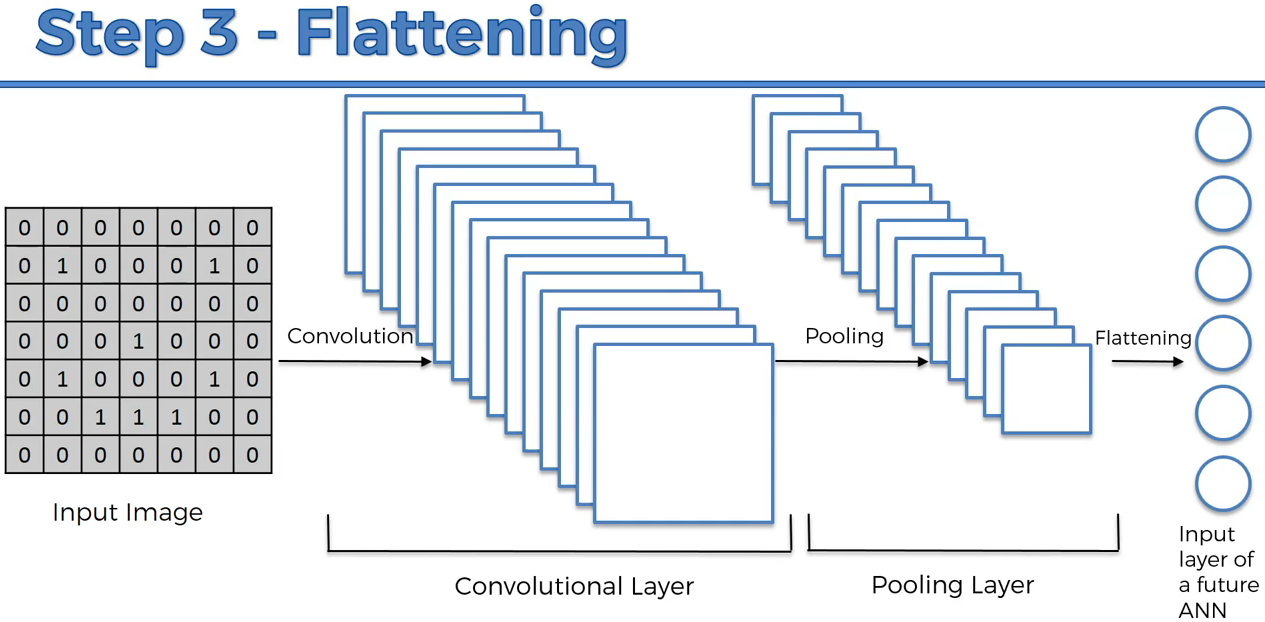 Step 3 - Flattening
0 0 0 0 0 0 0
0 1 0 0 0 1 0
0 0 0 0 0 0 0
0 0 0 1 0 0 0
0 1 0 0 0 1 0
0 0 1 1 1 0 0
0 0 0 0 0 0 0
Input Image
Convolution
Convolutional Layer
Pooling
Pooling Layer
Flattening
Input
layer of
a future
ANN